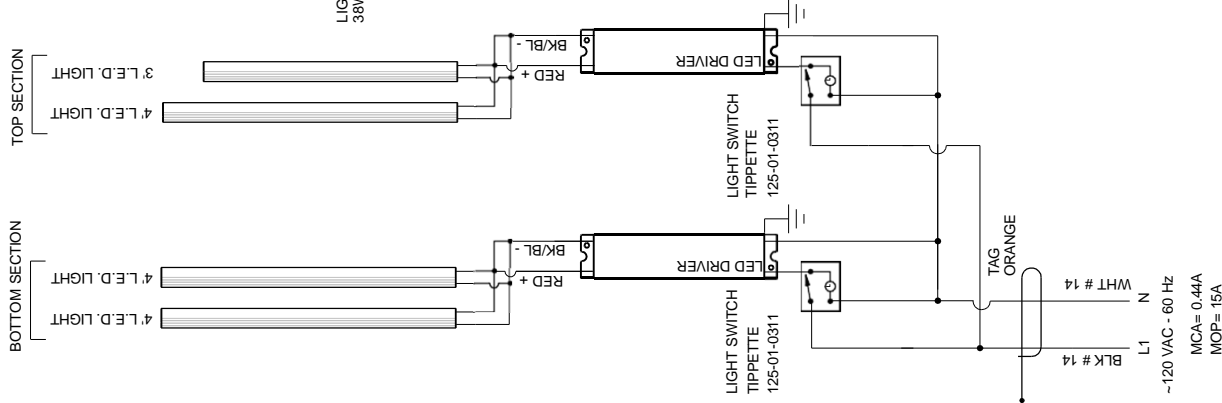 LIG
38W
TOP SECTION
3' L.E.D. LIGHT
4' L.E.D. LIGHT
BK/BL -
RED +
LED DRIVER
LIGHT SWITCH
TIPPETTE
125-01-0311
BOTTOM SECTION
4' L.E.D. LIGHT
4' L.E.D. LIGHT
BK/BL -
RED +
LED DRIVER
LIGHT SWITCH
TIPPETTE
125-01-0311
TAG
ORANGE
WHT # 14
BLK # 14
N
L1
~120 VAC - 60 Hz
MCA= 0.44A
MOP= 15A